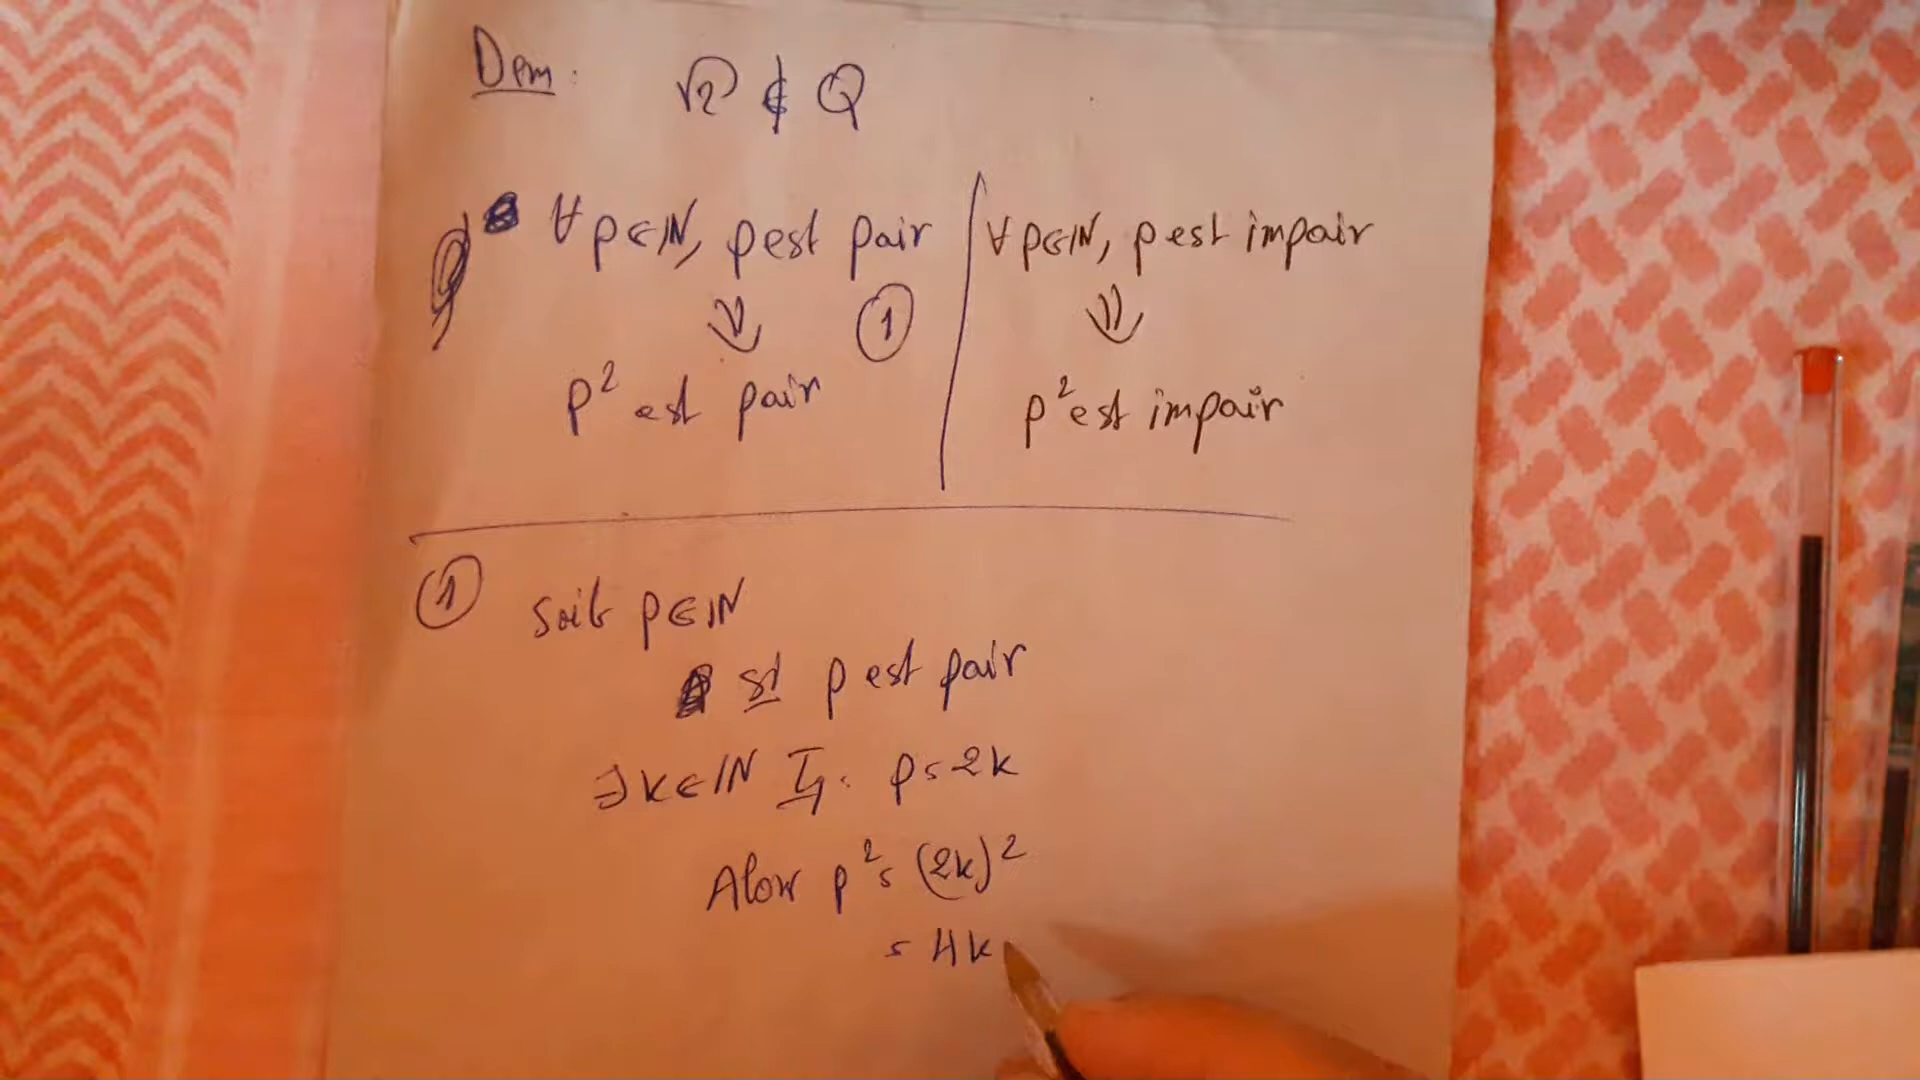 Dem : √2 ∉ Q
∀ p ∈ IN, p est pair
⇓ ①
p² est pair
∀ p ∈ IN, p est impair
⇓
p² est impair
① Soit p ∈ IN
si p est pair
∃ k ∈ IN Tq : p = 2k
Alors p² = (2k)²
= 4k